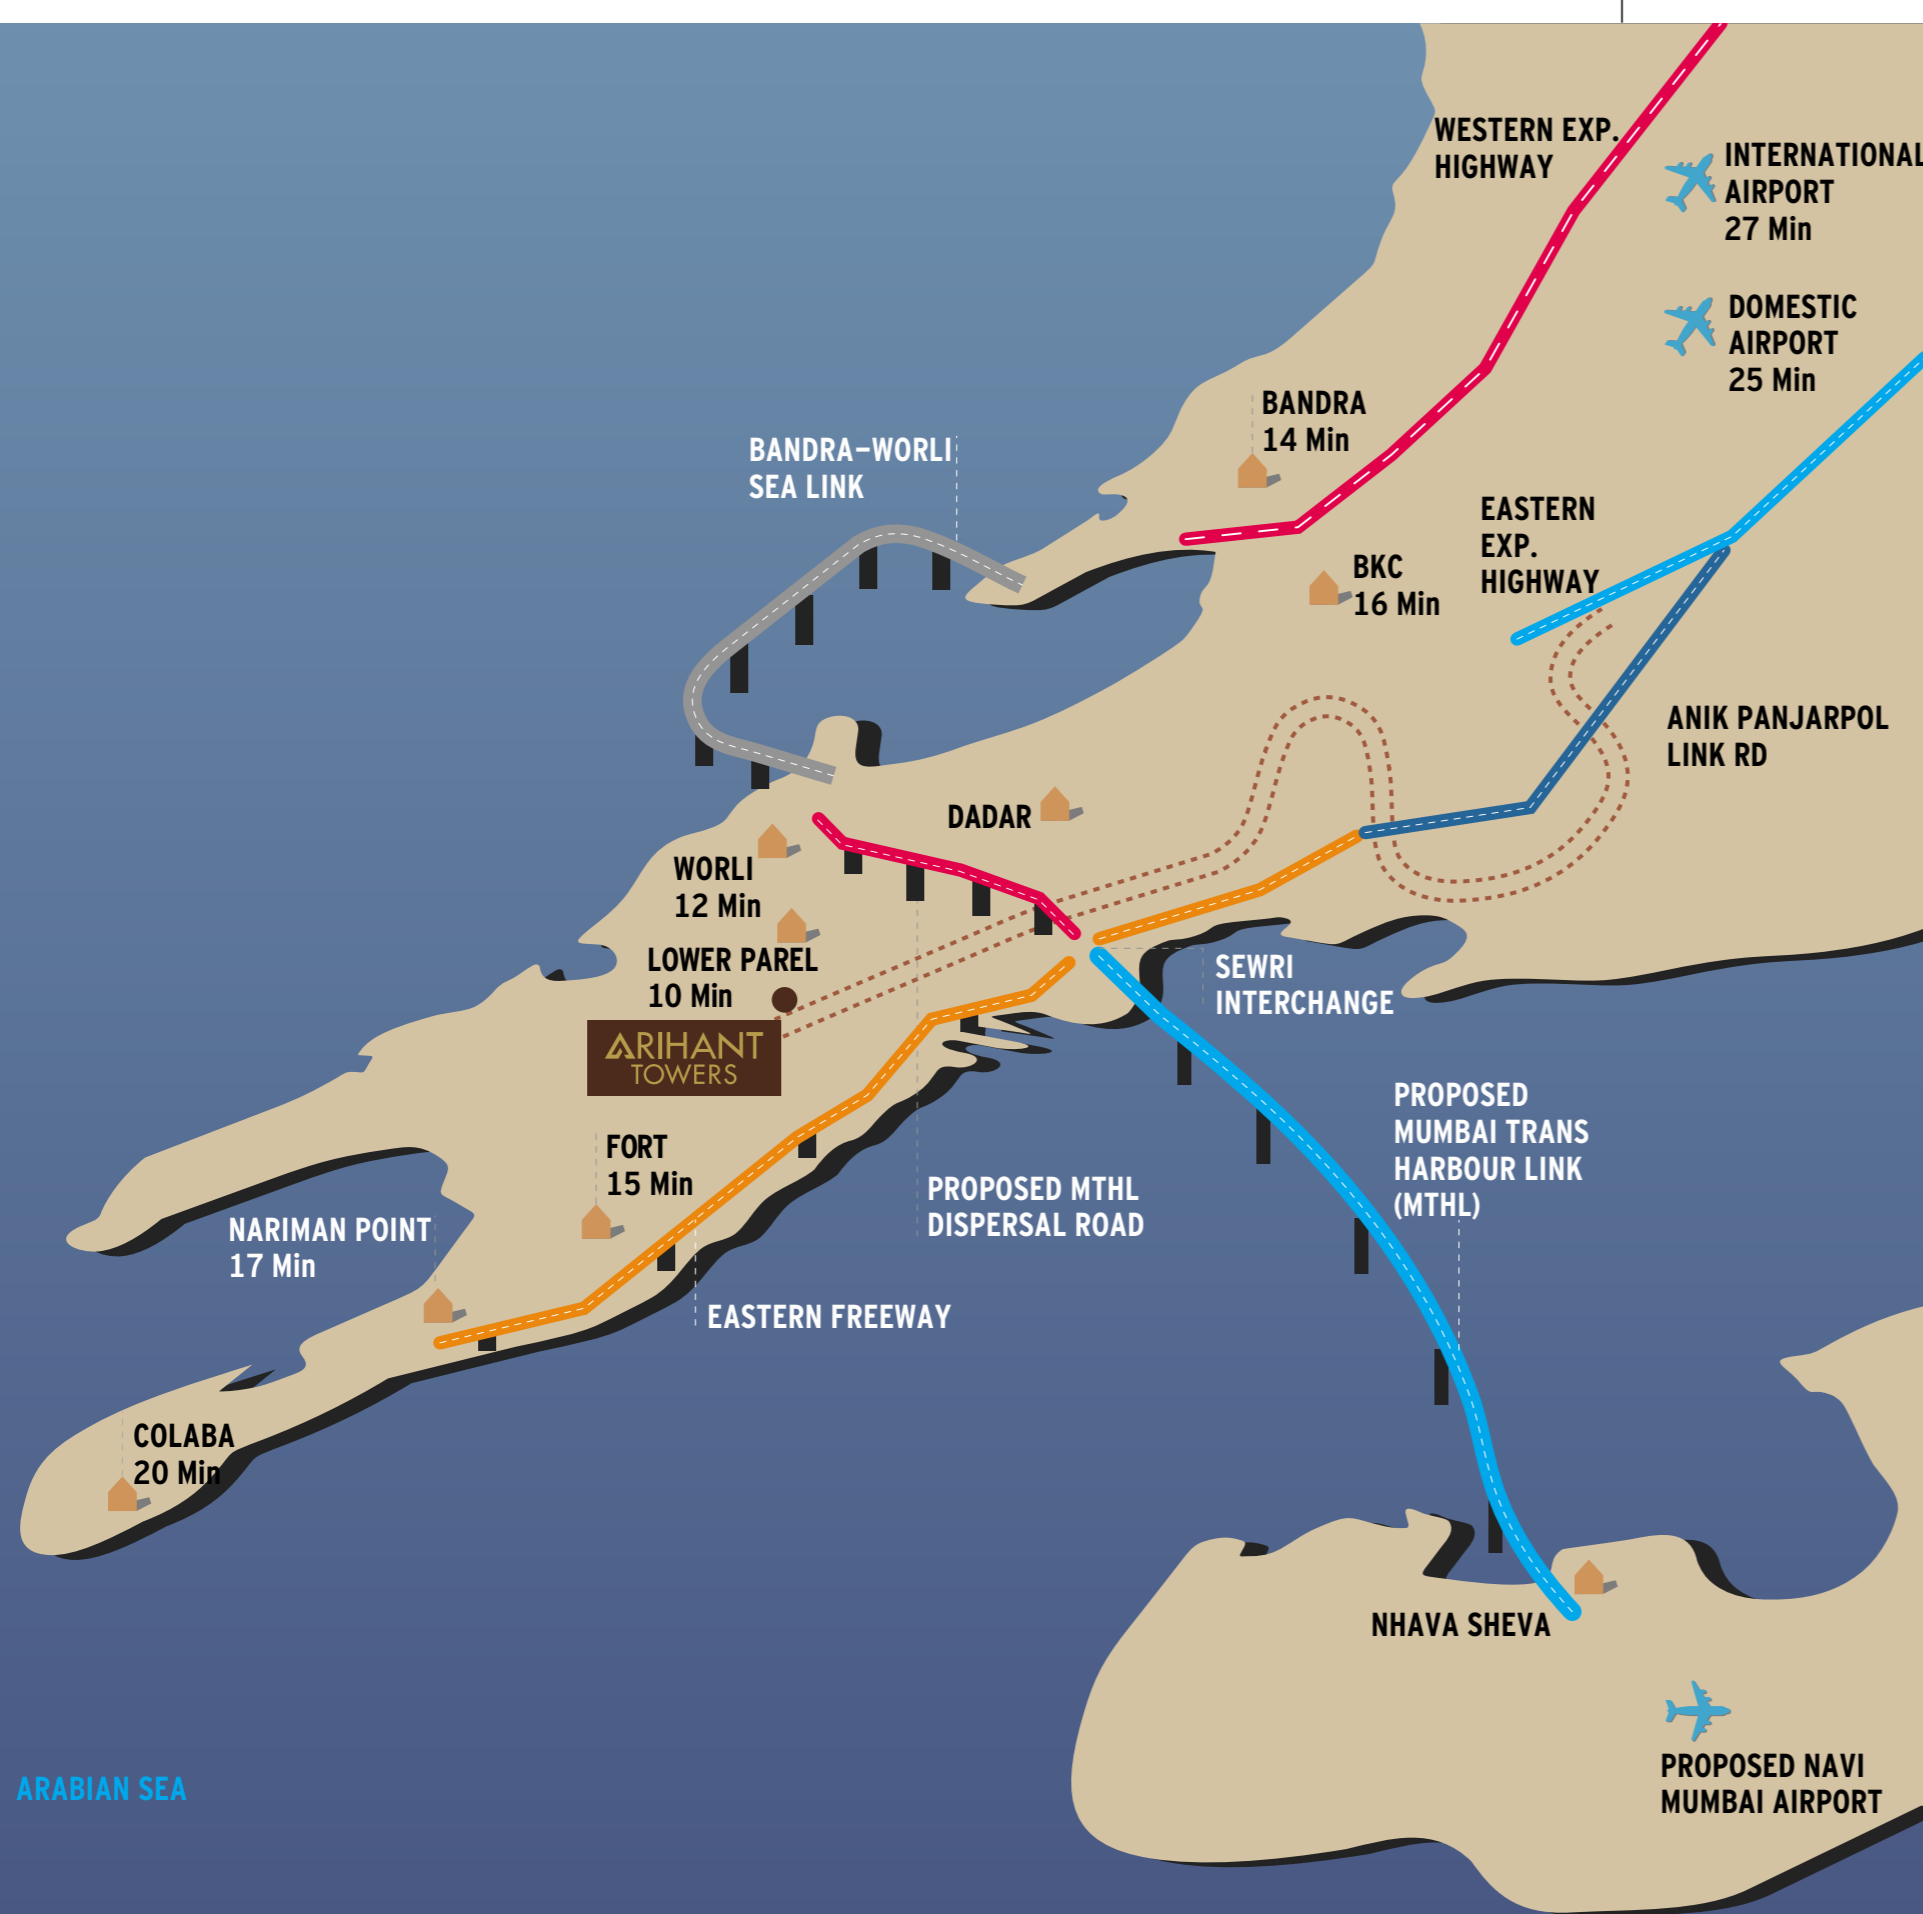 WESTERN EXP.
HIGHWAY
INTERNATIONAL
AIRPORT
27 Min
DOMESTIC
AIRPORT
25 Min
BANDRA
14 Min
BANDRA-WORLI
SEA LINK
EASTERN
EXP.
HIGHWAY
BKC
16 Min
ANIK PANJARPOL
LINK RD
DADAR
WORLI
12 Min
LOWER PAREL
10 Min
SEWRI
INTERCHANGE
ARIHANT
TOWERS
PROPOSED
MUMBAI TRANS
HARBOUR LINK
(MTHL)
FORT
15 Min
PROPOSED MTHL
DISPERSAL ROAD
NARIMAN POINT
17 Min
EASTERN FREEWAY
COLABA
20 Min
NHAVA SHEVA
PROPOSED NAVI
MUMBAI AIRPORT
ARABIAN SEA